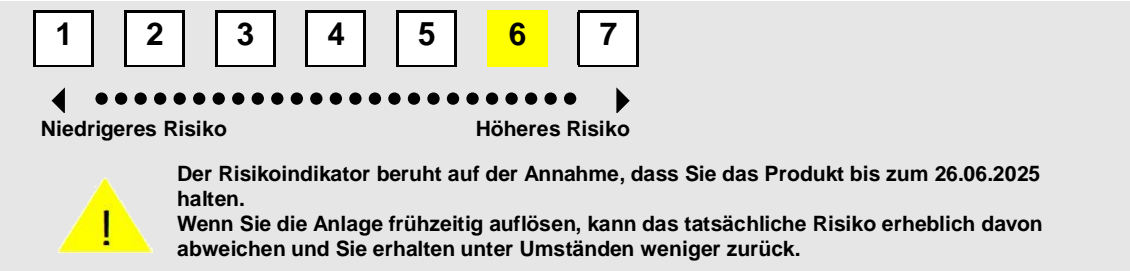 1 2 3 4 5 6 7
Niedrigeres Risiko Höheres Risiko
Der Risikoindikator beruht auf der Annahme, dass Sie das Produkt bis zum 26.06.2025
halten.
Wenn Sie die Anlage frühzeitig auflösen, kann das tatsächliche Risiko erheblich davon
abweichen und Sie erhalten unter Umständen weniger zurück.
!